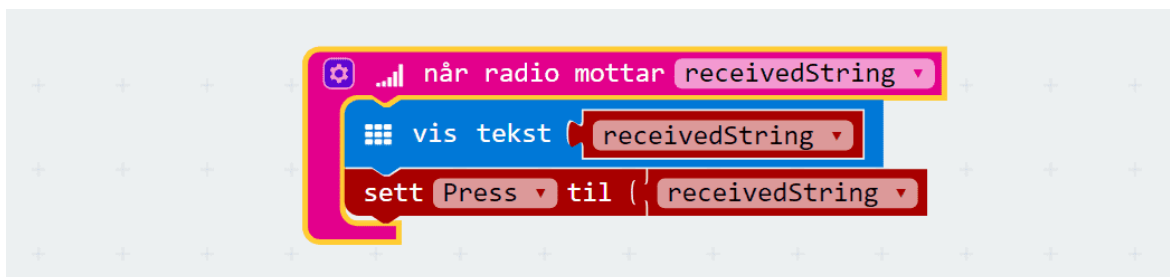 når radio mottar receivedString
vis tekst receivedString
sett Press til ( receivedString